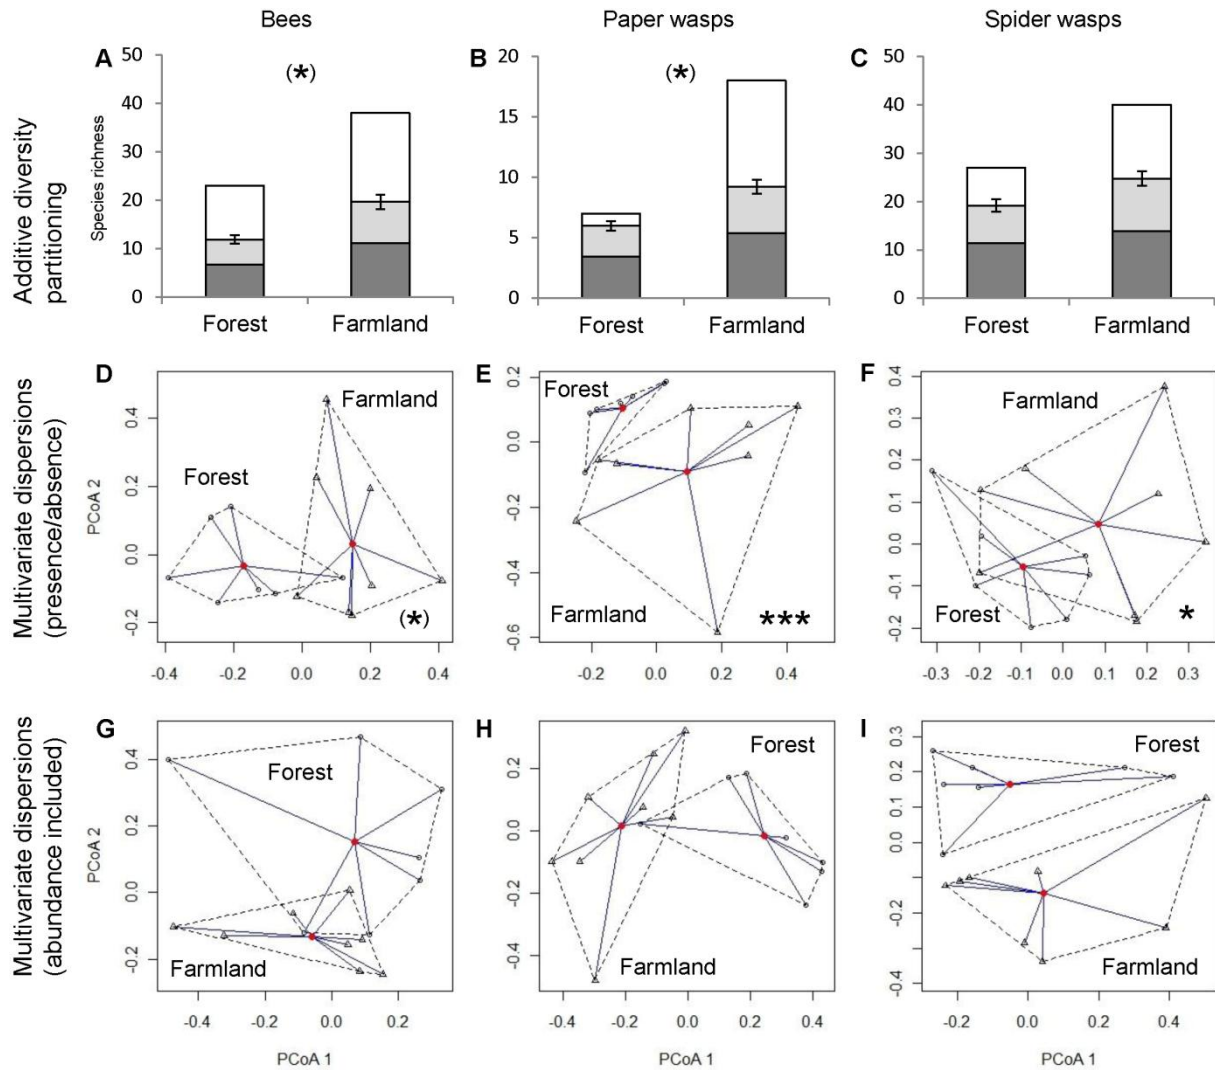 Bees
Paper wasps
Spider wasps
Additive diversity
partitioning
A
(*)
Species richness
50
40
30
20
10
0
Forest
Farmland
B
(*)
20
15
10
5
0
Forest
Farmland
C
50
40
30
20
10
0
Forest
Farmland
Multivariate dispersions
(presence/absence)
D
Farmland
Forest
(*)
PCoA 2
0.4
0.2
0.0
-0.2
-0.4 -0.2 0.0 0.2 0.4
E
Forest
Farmland
***
0.2
0.0
-0.2
-0.4
-0.6
-0.2 0.0 0.2 0.4
F
Farmland
Forest
*
0.4
0.3
0.2
0.1
0.0
-0.1
-0.2
-0.3 -0.2 -0.1 0.0 0.1 0.2 0.3
Multivariate dispersions
(abundance included)
G
Forest
Farmland
PCoA 2
0.4
0.2
0.0
-0.2
-0.4 -0.2 0.0 0.2
PCoA 1
H
Forest
Farmland
0.2
0.0
-0.2
-0.4
-0.4 -0.2 0.0 0.2 0.4
PCoA 1
I
Forest
Farmland
0.3
0.2
0.1
0.0
-0.2
-0.4
-0.2 0.0 0.2 0.4
PCoA 1